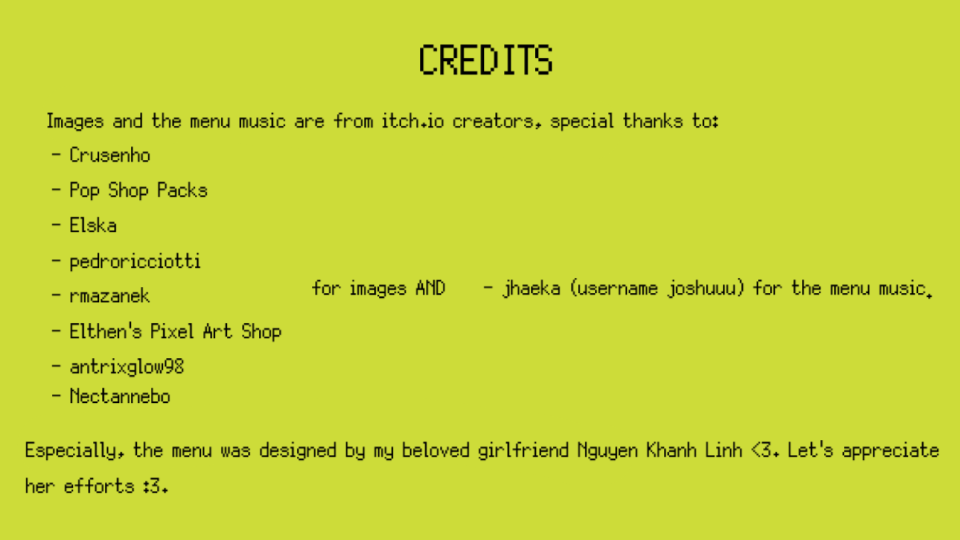 CREDITS
Images and the menu music are from itch.io creators, special thanks to:
- Crusenho
- Pop Shop Packs
- Elska
- pedroricciotti
- rmazanek
- Elthen's Pixel Art Shop
- antrixglow98
- Nectannebo
for images AND - jhaeka (username joshuuu) for the menu music.
Especially, the menu was designed by my beloved girlfriend Nguyen Khanh Linh <3. Let's appreciate
her efforts :3.